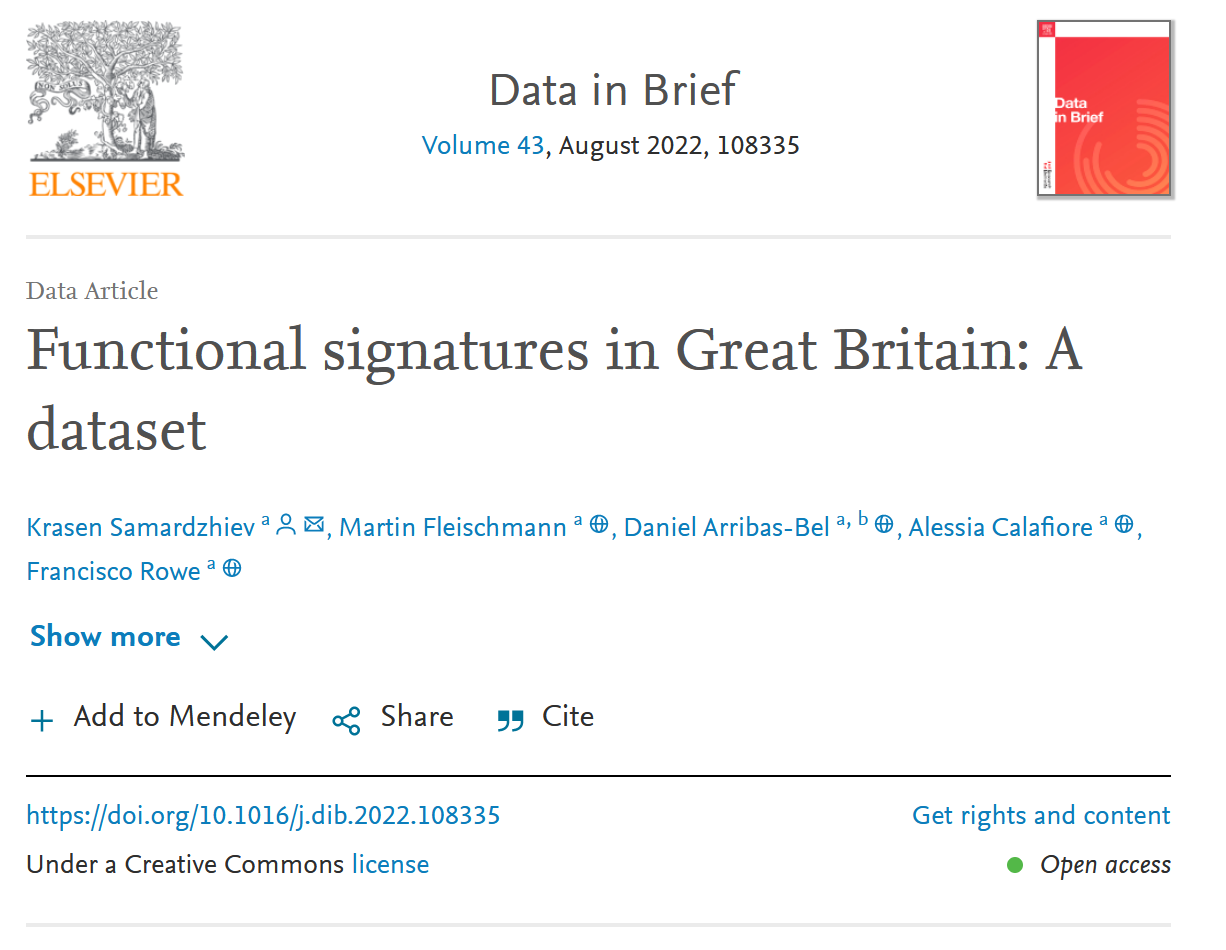 NON SOLUS
ELSEVIER
Data in Brief
Volume 43, August 2022, 108335
Data
in Brief
Data Article
Functional signatures in Great Britain: A
dataset
Krasen Samardzhiev a, Martin Fleischmann a, Daniel Arribas-Bel a, b, Alessia Calafiore a,
Francisco Rowe a
Show more
Add to Mendeley Share Cite
https://doi.org/10.1016/j.dib.2022.108335 Get rights and content
Under a Creative Commons license Open access